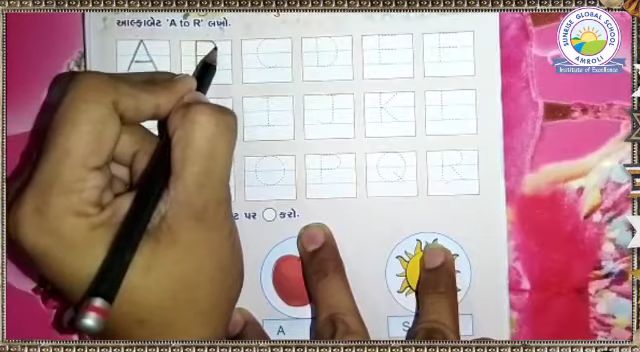 આલ્ફાબેટ 'A to R' લખો.
A B C D E F
I J K L
O P Q R
પર ◯ કરો.
A S
SUNRISE GLOBAL SCHOOL
AMROLI
Institute of Excellence